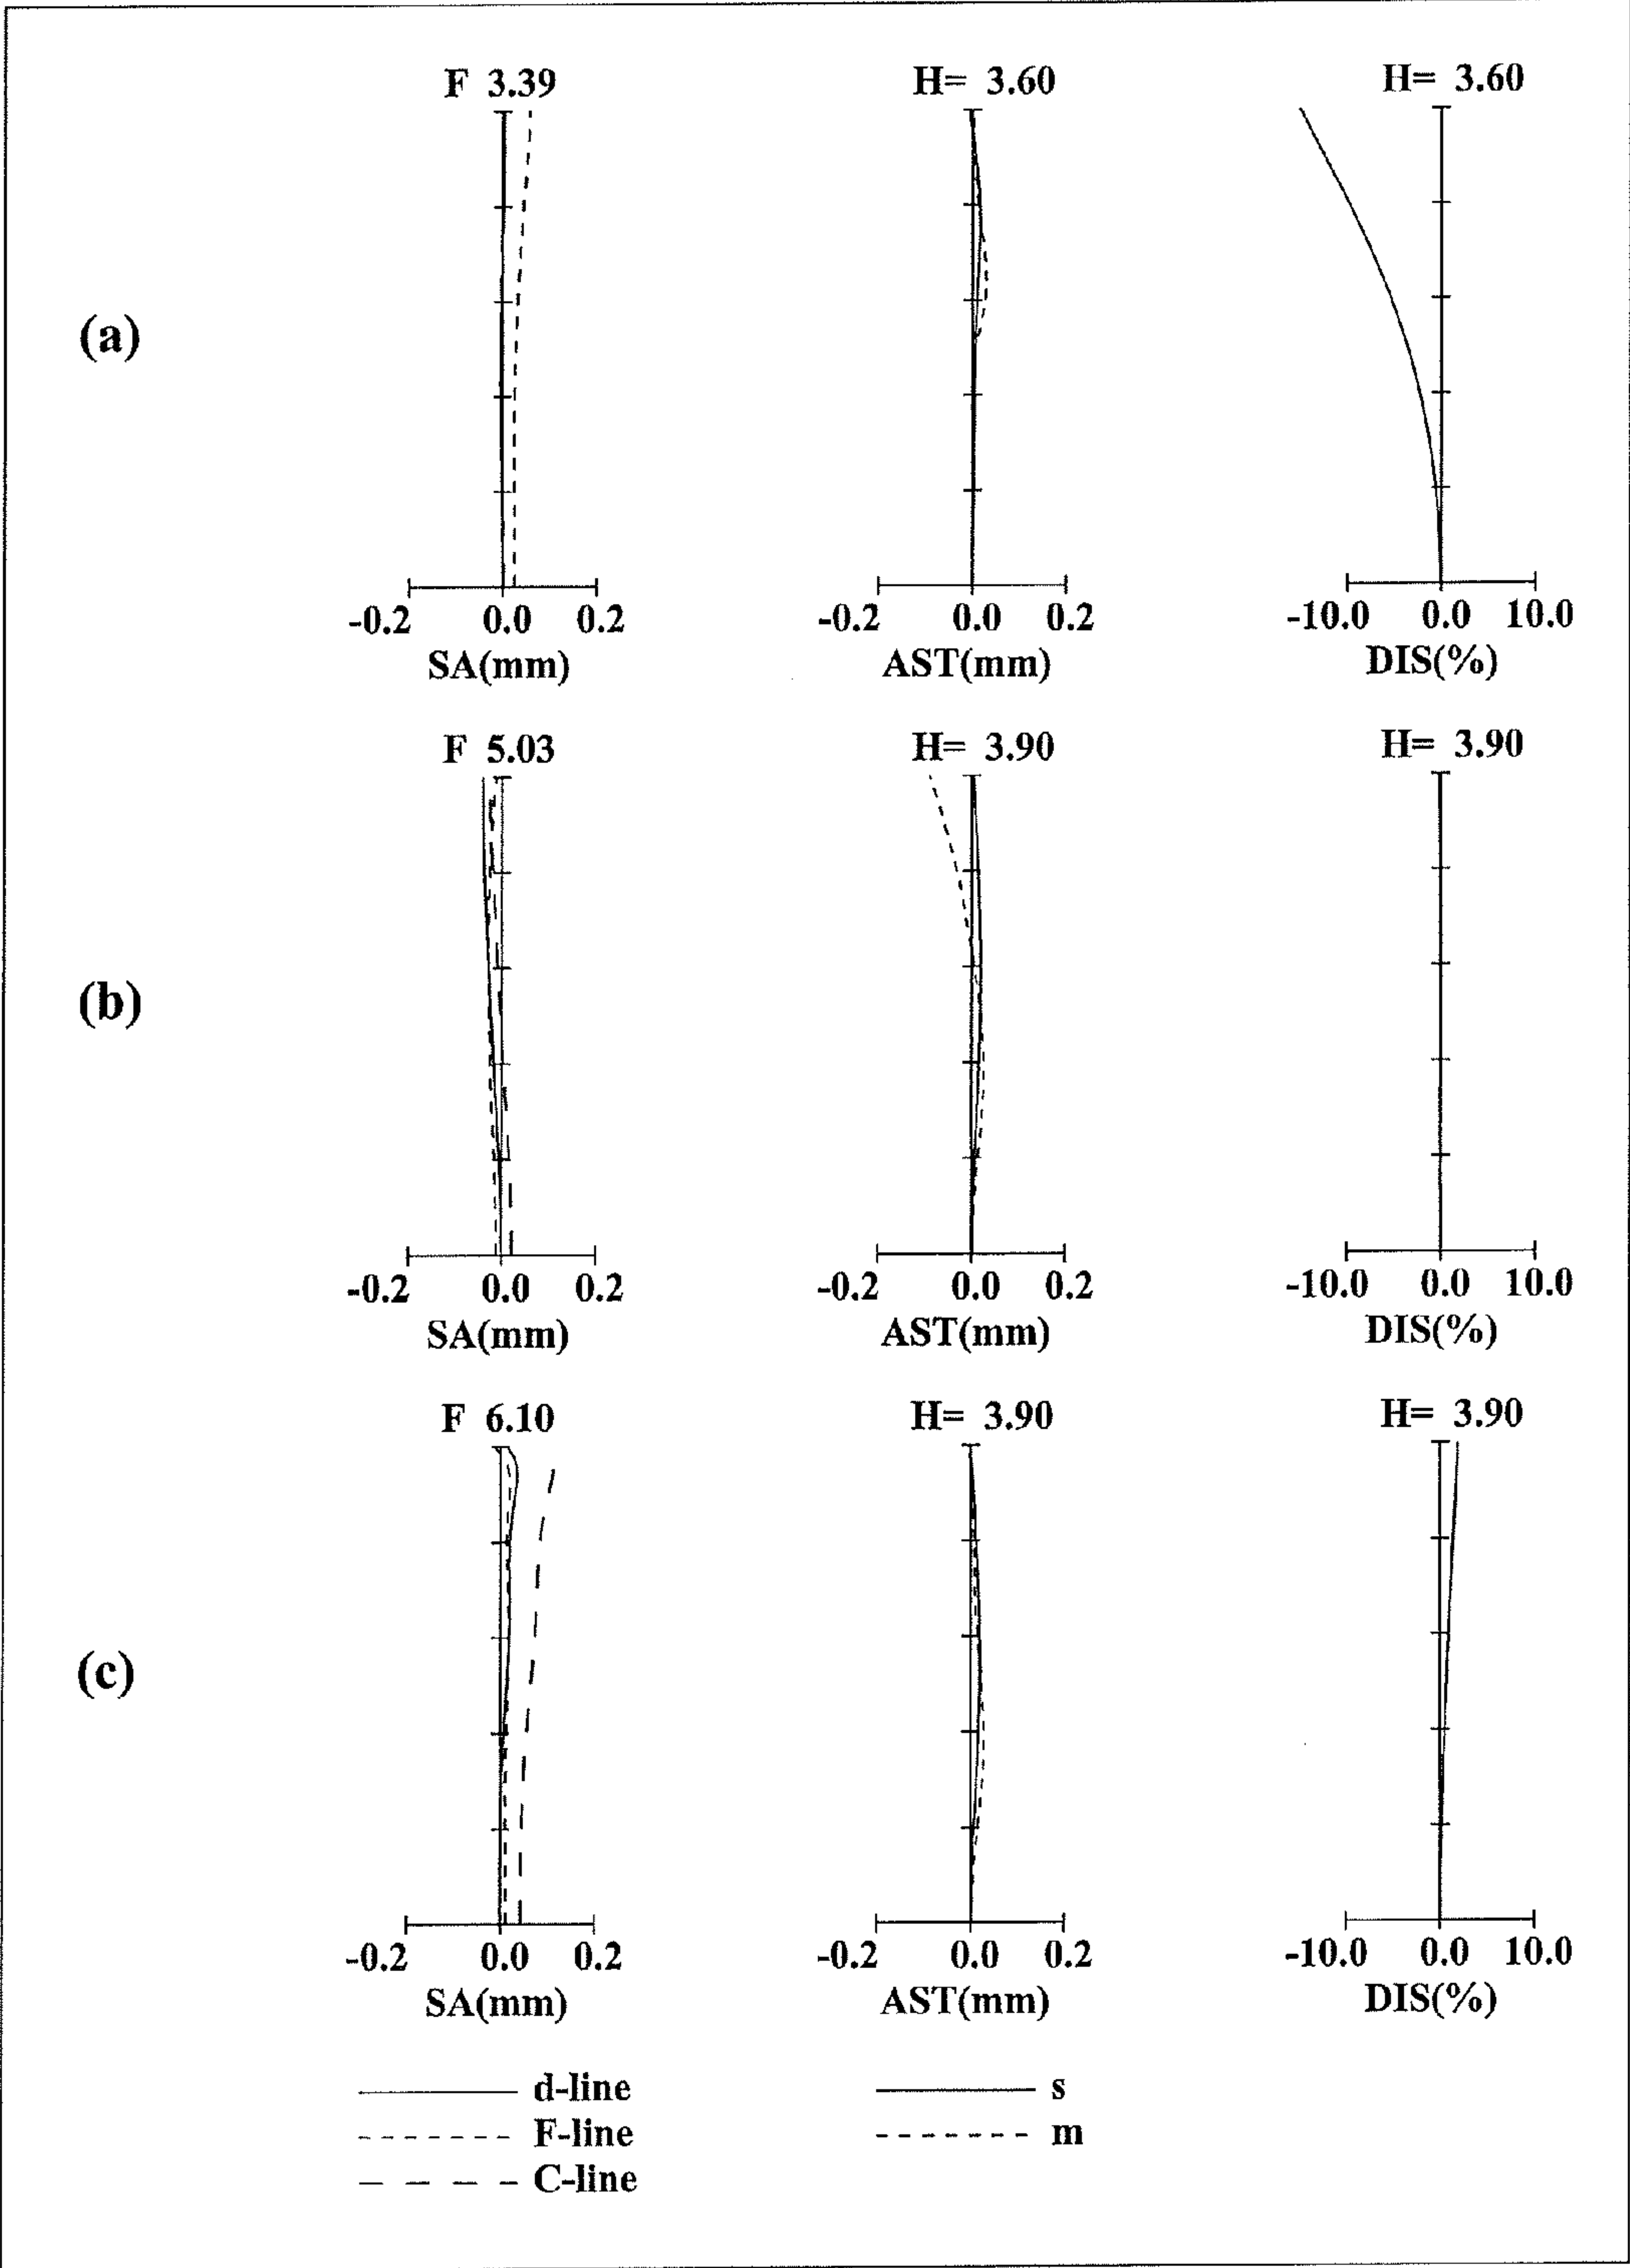 F 3.39 H= 3.60 H= 3.60
(a)
-0.2 0.0 0.2 -0.2 0.0 0.2 -10.0 0.0 10.0
SA(mm) AST(mm) DIS(%)
F 5.03 H= 3.90 H= 3.90
(b)
-0.2 0.0 0.2 -0.2 0.0 0.2 -10.0 0.0 10.0
SA(mm) AST(mm) DIS(%)
F 6.10 H= 3.90 H= 3.90
(c)
-0.2 0.0 0.2 -0.2 0.0 0.2 -10.0 0.0 10.0
SA(mm) AST(mm) DIS(%)
d-line s
F-line m
C-line